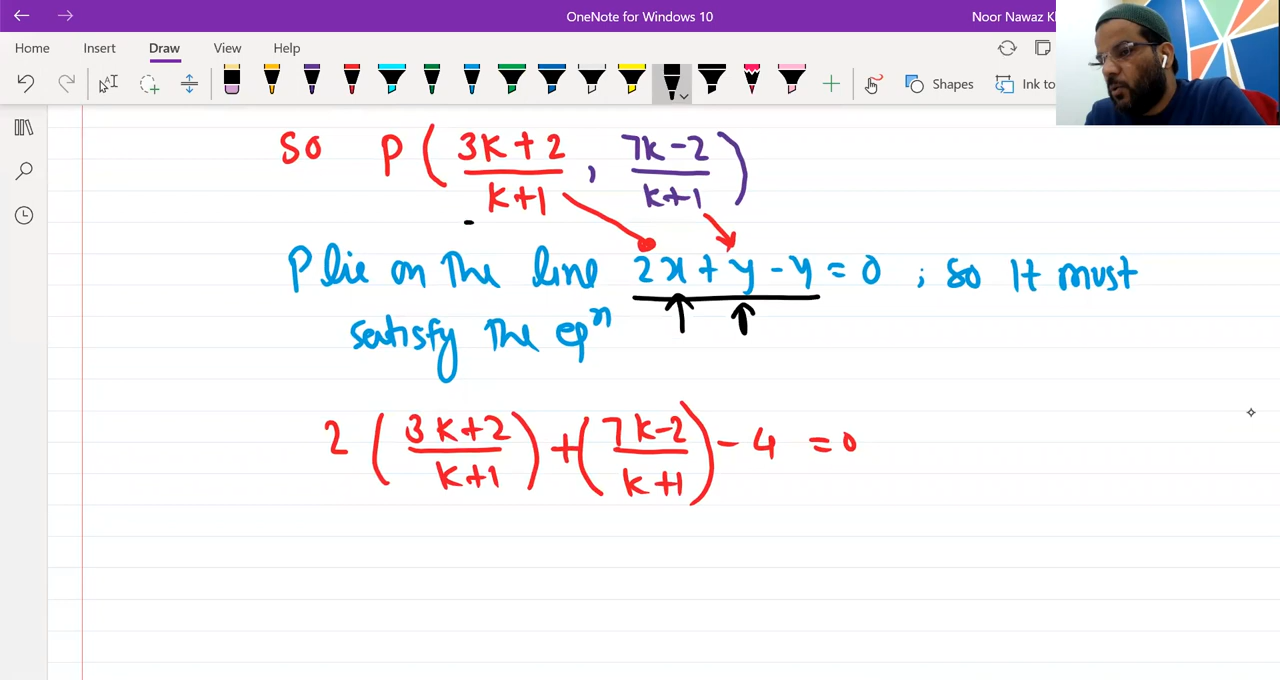 OneNote for Windows 10
Noor Nawaz Kh
Home Insert Draw View Help
Shapes Ink to
So P ( 3k+2 / k+1 , 7k-2 / k+1 )
P lie on the line 2x + y - 4 = 0 ; so It must
satisfy the eqⁿ
2 ( 3k+2 / k+1 ) + ( 7k-2 / k+1 ) - 4 = 0